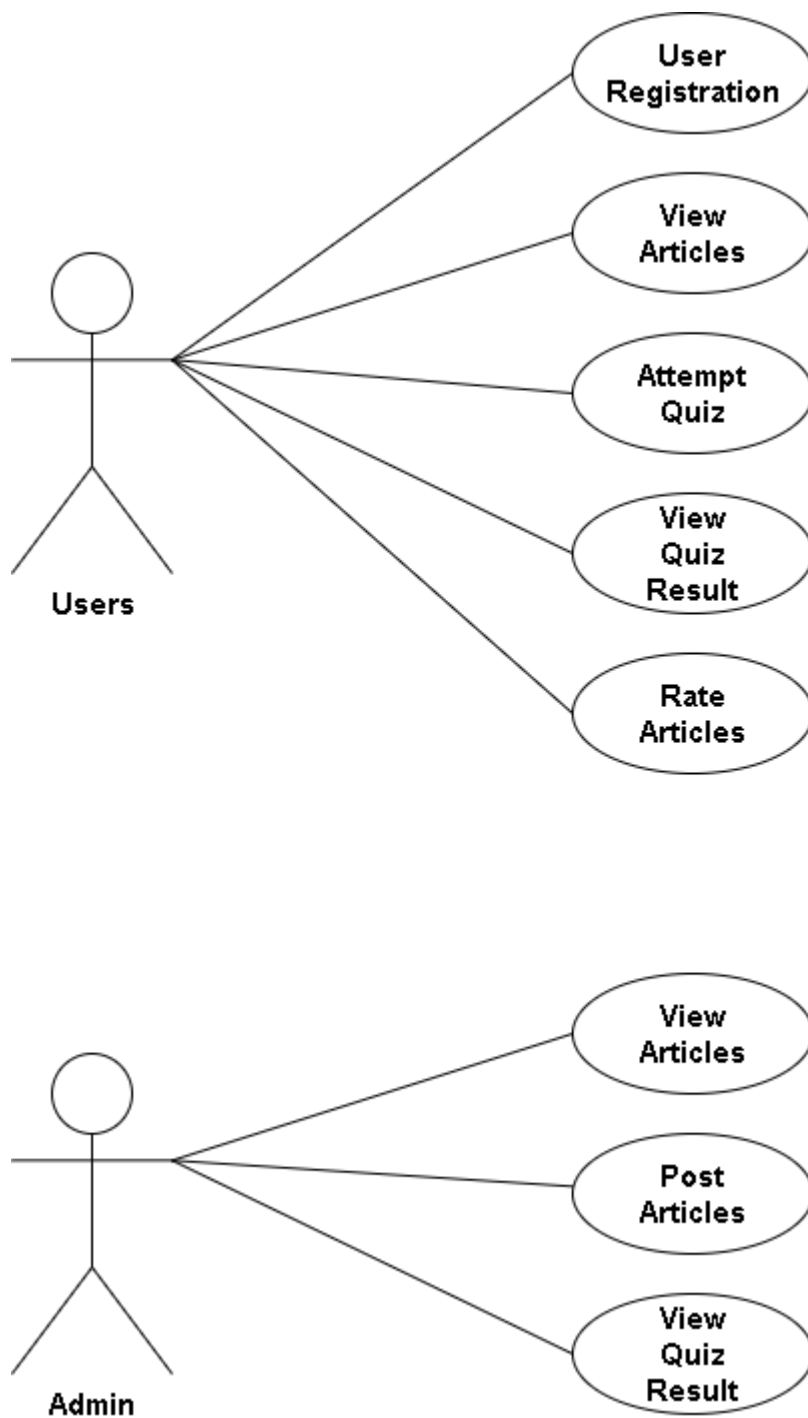 User
Registration
View
Articles
Attempt
Quiz
View
Quiz
Result
Users
Rate
Articles
View
Articles
Post
Articles
View
Quiz
Result
Admin